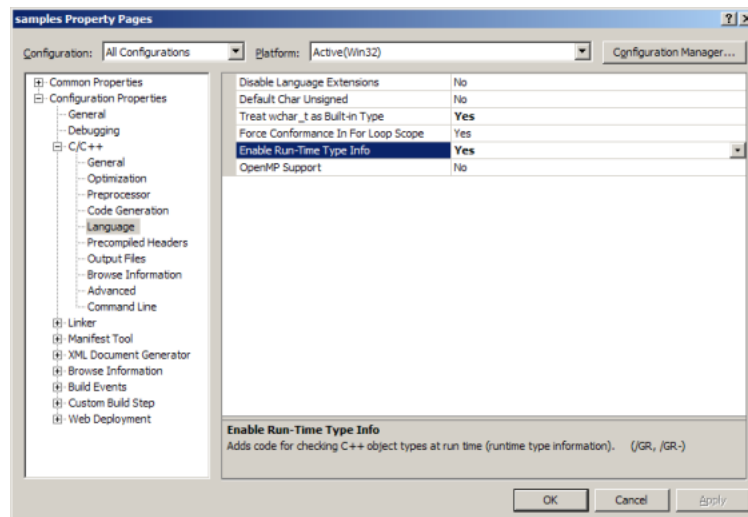 samples Property Pages
Configuration: All Configurations Platform: Active(Win32) Configuration Manager...
Common Properties
Configuration Properties
General
Debugging
C/C++
General
Optimization
Preprocessor
Code Generation
Language
Precompiled Headers
Output Files
Browse Information
Advanced
Command Line
Linker
Manifest Tool
XML Document Generator
Browse Information
Build Events
Custom Build Step
Web Deployment
Disable Language Extensions No
Default Char Unsigned No
Treat wchar_t as Built-in Type Yes
Force Conformance In For Loop Scope Yes
Enable Run-Time Type Info Yes
OpenMP Support No
Enable Run-Time Type Info
Adds code for checking C++ object types at run time (runtime type information). (/GR, /GR-)
OK Cancel Apply